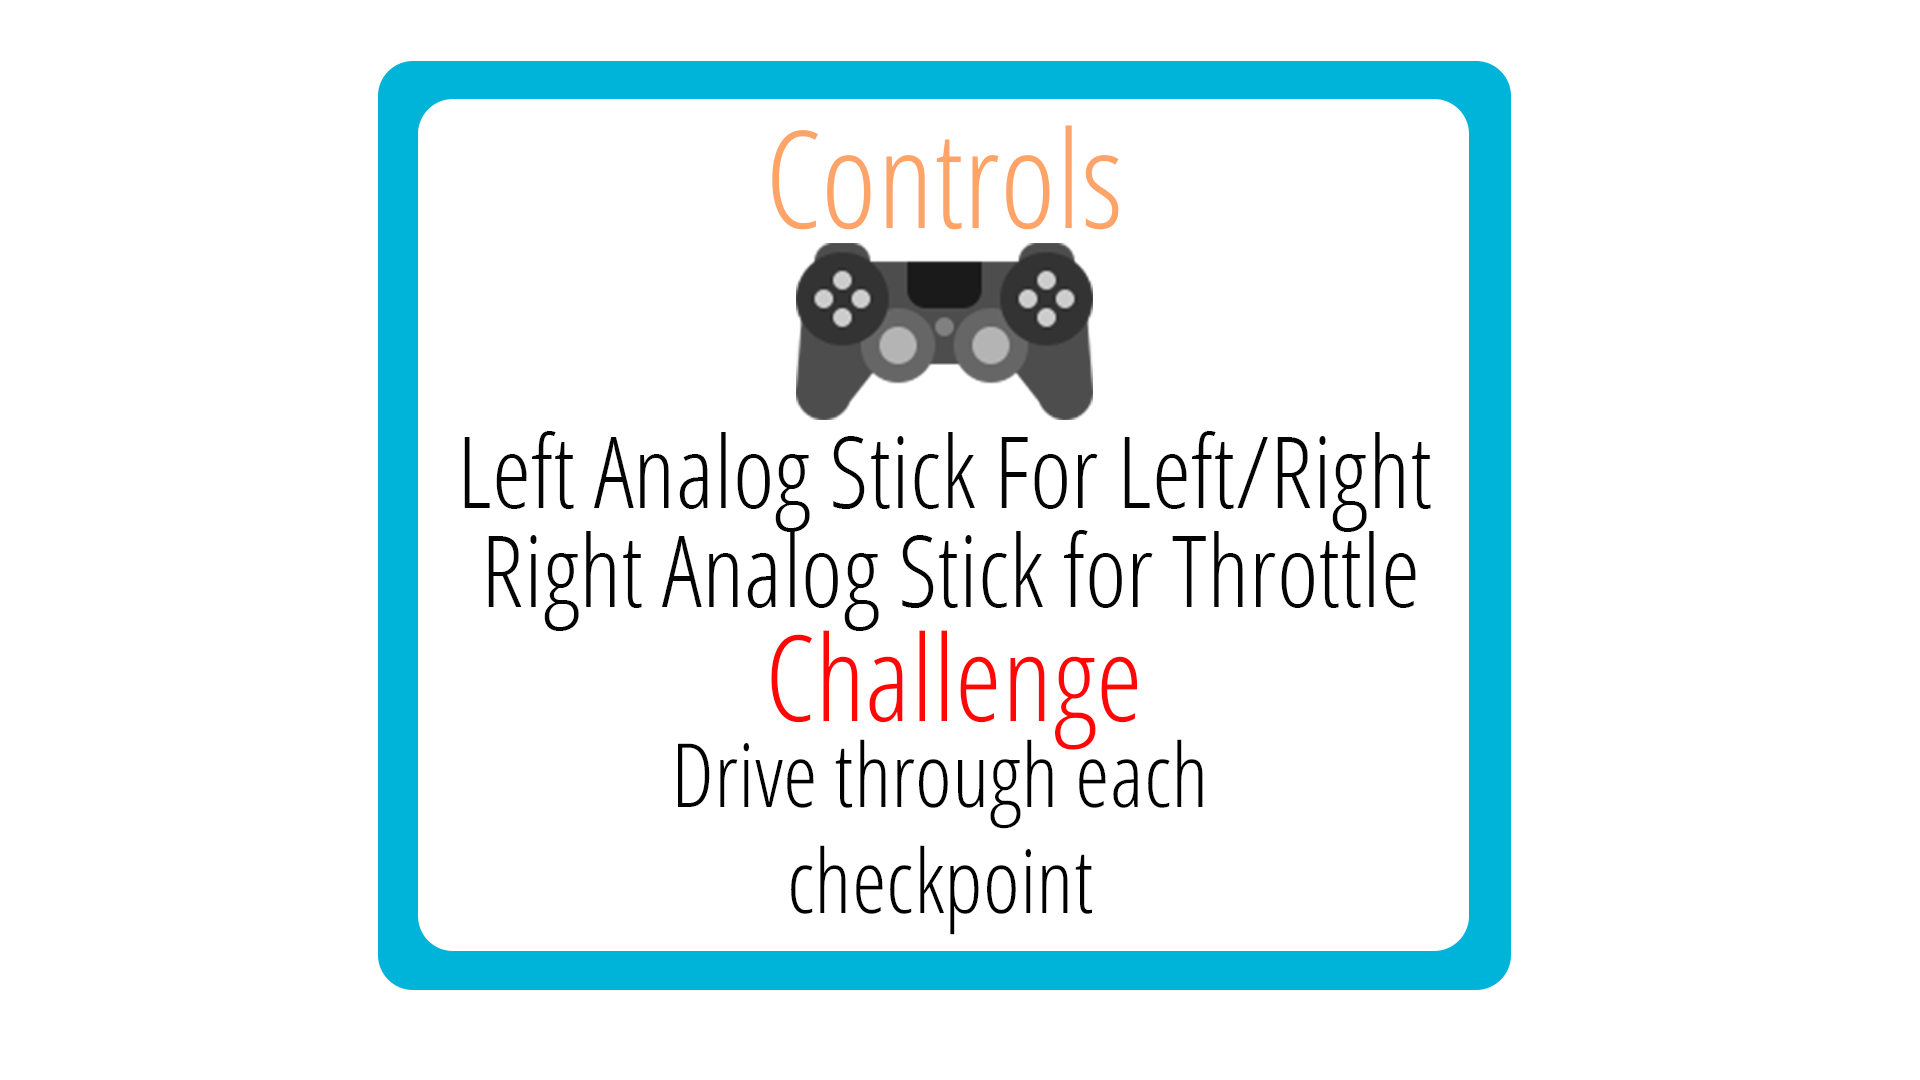 Controls
Left Analog Stick For Left/Right
Right Analog Stick for Throttle
Challenge
Drive through each
checkpoint